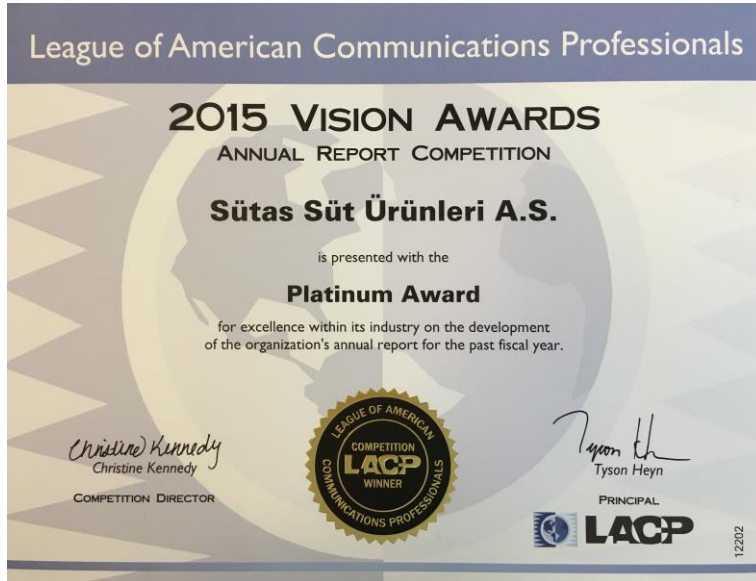 League of American Communications Professionals
2015 VISION AWARDS
ANNUAL REPORT COMPETITION
Sütas Süt Ürünleri A.S.
is presented with the
Platinum Award
for excellence within its industry on the development
of the organization's annual report for the past fiscal year.
Christine Kennedy
Christine Kennedy
COMPETITION DIRECTOR
LEAGUE OF AMERICAN
COMPETITION
LACP
WINNER
COMMUNICATIONS PROFESSIONALS
Tyson Heyn
PRINCIPAL
LACP
12202